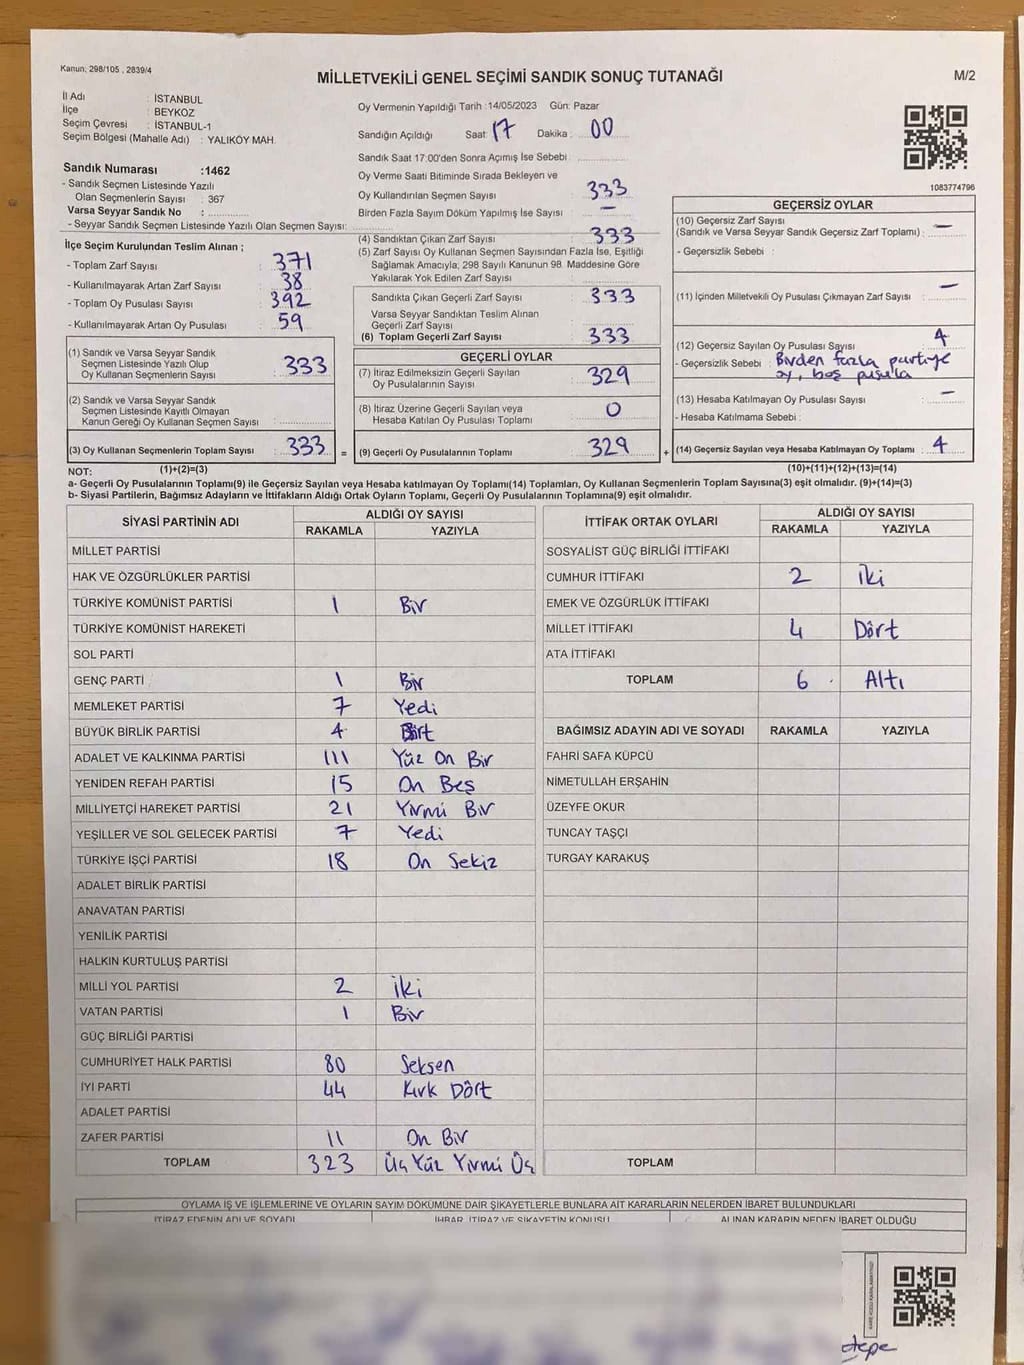 Kanun; 298/105 , 2839/4
MİLLETVEKİLİ GENEL SEÇİMİ SANDIK SONUÇ TUTANAĞI
M/2
İl Adı : İSTANBUL
İlçe : BEYKOZ
Seçim Çevresi : İSTANBUL-1
Seçim Bölgesi (Mahalle Adı) : YALIKÖY MAH.
Oy Vermenin Yapıldığı Tarih :14/05/2023 Gün: Pazar
Sandığın Açıldığı Saat: 17 Dakika : 00
Sandık Saat 17:00'den Sonra Açımış İse Sebebi :
Sandık Numarası :1462
- Sandık Seçmen Listesinde Yazılı
Olan Seçmenlerin Sayısı : 367
Varsa Seyyar Sandık No :
- Seyyar Sandık Seçmen Listesinde Yazılı Olan Seçmen Sayısı:
Oy Verme Saati Bitiminde Sırada Bekleyen ve
Oy Kullandırılan Seçmen Sayısı 333
Birden Fazla Sayım Döküm Yapılmış İse Sayısı : —
1083774796
İlçe Seçim Kurulundan Teslim Alınan ;
- Toplam Zarf Sayısı : 371
- Kullanılmayarak Artan Zarf Sayısı : 38
- Toplam Oy Pusulası Sayısı : 392
- Kullanılmayarak Artan Oy Pusulası : 59
(4) Sandıktan Çıkan Zarf Sayısı : 333
(5) Zarf Sayısı Oy Kullanan Seçmen Sayısından Fazla İse, Eşitliği
Sağlamak Amacıyla; 298 Sayılı Kanunun 98. Maddesine Göre
Yakılarak Yok Edilen Zarf Sayısı :
Sandıkta Çıkan Geçerli Zarf Sayısı : 333
Varsa Seyyar Sandıktan Teslim Alınan
Geçerli Zarf Sayısı :
(6) Toplam Geçerli Zarf Sayısı : 333
GEÇERSİZ OYLAR
(10) Geçersiz Zarf Sayısı
(Sandık ve Varsa Seyyar Sandık Geçersiz Zarf Toplamı) : —
- Geçersizlik Sebebi :
(11) İçinden Milletvekili Oy Pusulası Çıkmayan Zarf Sayısı : —
(12) Geçersiz Sayılan Oy Pusulası Sayısı : 4
- Geçersizlik Sebebi : Birden fazla partiye
oy, boş pusula
(13) Hesaba Katılmayan Oy Pusulası Sayısı : —
- Hesaba Katılmama Sebebi :
(1) Sandık ve Varsa Seyyar Sandık
Seçmen Listesinde Yazılı Olup
Oy Kullanan Seçmenlerin Sayısı : 333
(2) Sandık ve Varsa Seyyar Sandık
Seçmen Listesinde Kayıtlı Olmayan
Kanun Gereği Oy Kullanan Seçmen Sayısı :
GEÇERLİ OYLAR
(7) İtiraz Edilmeksizin Geçerli Sayılan
Oy Pusulalarının Sayısı : 329
(8) İtiraz Üzerine Geçerli Sayılan veya
Hesaba Katılan Oy Pusulası Toplamı : 0
(3) Oy Kullanan Seçmenlerin Toplam Sayısı : 333 = (9) Geçerli Oy Pusulalarının Toplamı : 329 + (14) Geçersiz Sayılan veya Hesaba Katılmayan Oy Toplamı : 4
NOT: (1)+(2)=(3) (10)+(11)+(12)+(13)=(14)
a- Geçerli Oy Pusulalarının Toplamı(9) ile Geçersiz Sayılan veya Hesaba katılmayan Oy Toplamı(14) Toplamları, Oy Kullanan Seçmenlerin Toplam Sayısına(3) eşit olmalıdır. (9)+(14)=(3)
b- Siyasi Partilerin, Bağımsız Adayların ve İttifakların Aldığı Ortak Oyların Toplamı, Geçerli Oy Pusulalarının Toplamına(9) eşit olmalıdır.
SİYASİ PARTİNİN ADI ALDIĞI OY SAYISI
RAKAMLA YAZIYLA
MİLLET PARTİSİ
HAK VE ÖZGÜRLÜKLER PARTİSİ
TÜRKİYE KOMÜNİST PARTİSİ 1 Bir
TÜRKİYE KOMÜNİST HAREKETİ
SOL PARTİ
GENÇ PARTİ 1 Bir
MEMLEKET PARTİSİ 7 Yedi
BÜYÜK BİRLİK PARTİSİ 4 Dört
ADALET VE KALKINMA PARTİSİ 111 Yüz On Bir
YENİDEN REFAH PARTİSİ 15 On Beş
MİLLİYETÇİ HAREKET PARTİSİ 21 Yirmi Bir
YEŞİLLER VE SOL GELECEK PARTİSİ 7 Yedi
TÜRKİYE İŞÇİ PARTİSİ 18 On Sekiz
ADALET BİRLİK PARTİSİ
ANAVATAN PARTİSİ
YENİLİK PARTİSİ
HALKIN KURTULUŞ PARTİSİ
MİLLİ YOL PARTİSİ 2 İki
VATAN PARTİSİ 1 Bir
GÜÇ BİRLİĞİ PARTİSİ
CUMHURİYET HALK PARTİSİ 80 Seksen
İYİ PARTİ 44 Kırk Dört
ADALET PARTİSİ
ZAFER PARTİSİ 11 On Bir
TOPLAM 323 Üç Yüz Yirmi Üç
İTTİFAK ORTAK OYLARI ALDIĞI OY SAYISI
RAKAMLA YAZIYLA
SOSYALİST GÜÇ BİRLİĞİ İTTİFAKI
CUMHUR İTTİFAKI 2 İki
EMEK VE ÖZGÜRLÜK İTTİFAKI
MİLLET İTTİFAKI 4 Dört
ATA İTTİFAKI
TOPLAM 6 Altı
BAĞIMSIZ ADAYIN ADI VE SOYADI RAKAMLA YAZIYLA
FAHRİ SAFA KÜPCÜ
NİMETULLAH ERŞAHİN
ÜZEYFE OKUR
TUNCAY TAŞÇI
TURGAY KARAKUŞ
TOPLAM
OYLAMA İŞ VE İŞLEMLERİNE VE OYLARIN SAYIM DÖKÜMÜNE DAİR ŞİKAYETLERLE BUNLARA AİT KARARLARIN NELERDEN İBARET BULUNDUKLARI
İTİRAZ EDENİN ADI VE SOYADI İHBAR, İTİRAZ VE ŞİKAYETİN KONUSU ALINAN KARARIN NEDEN İBARET OLDUĞU